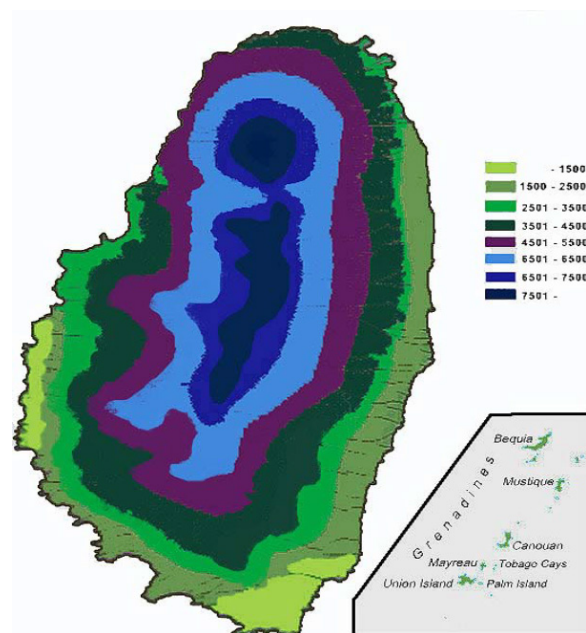 - 1500
1500 - 2500
2501 - 3500
3501 - 4500
4501 - 5500
6501 - 6500
6501 - 7500
7501 -
Grenadines
Bequia
Mustique
Canouan
Mayreau
Tobago Cays
Union Island
Palm Island